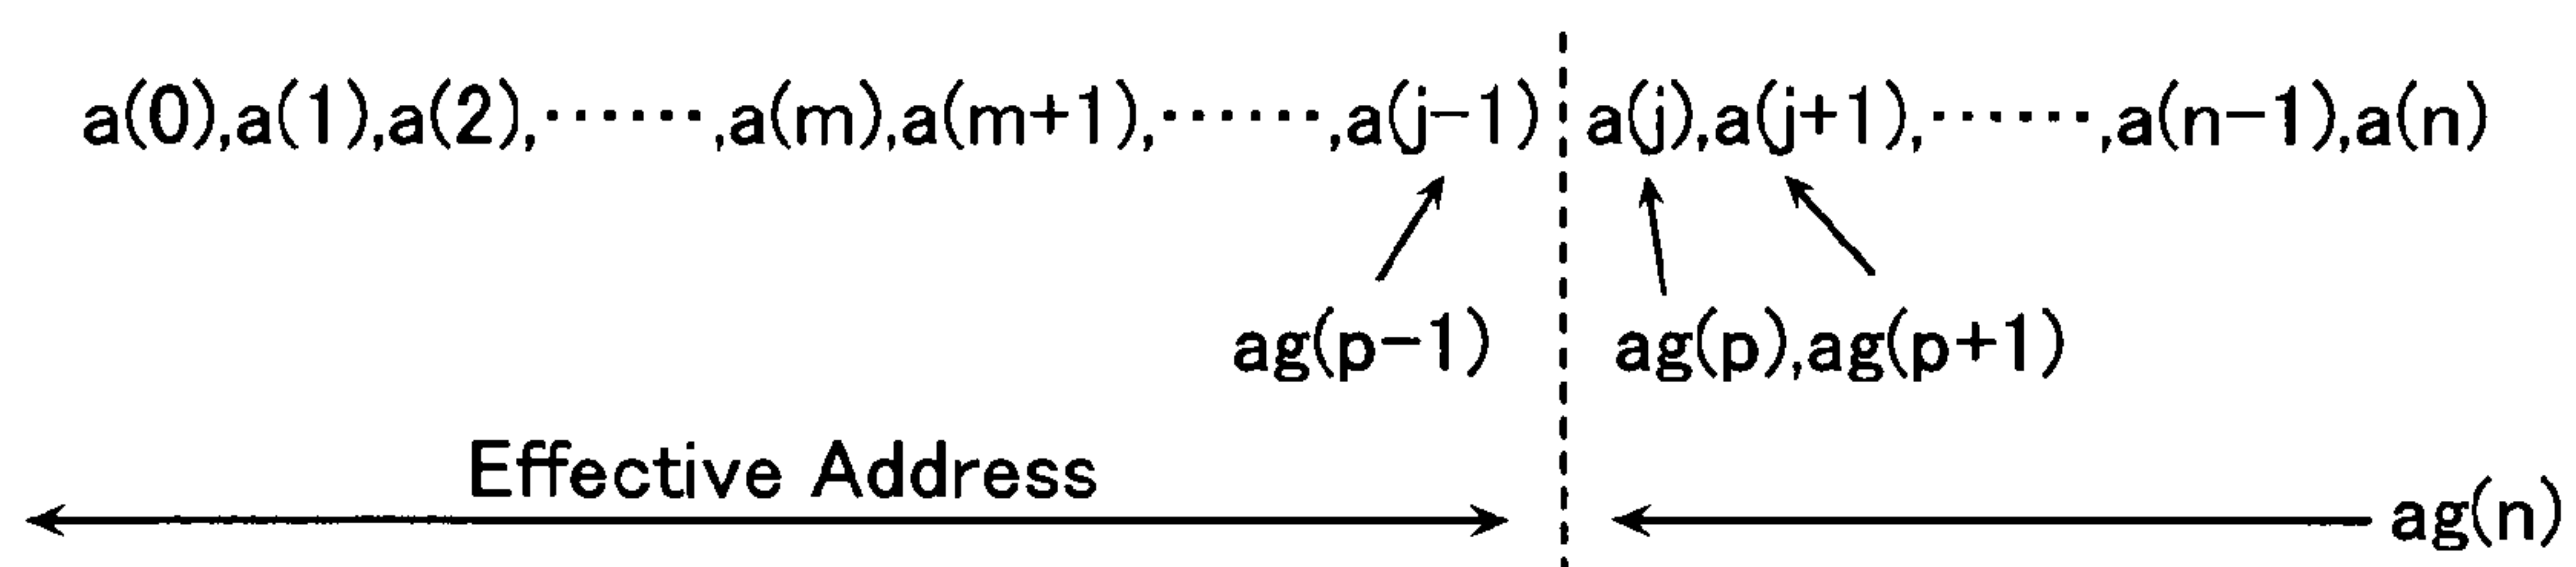 a(0),a(1),a(2),‥‥‥,a(m),a(m+1),‥‥‥,a(j−1) a(j),a(j+1),‥‥‥,a(n−1),a(n)
ag(p−1) ag(p),ag(p+1)
Effective Address
ag(n)